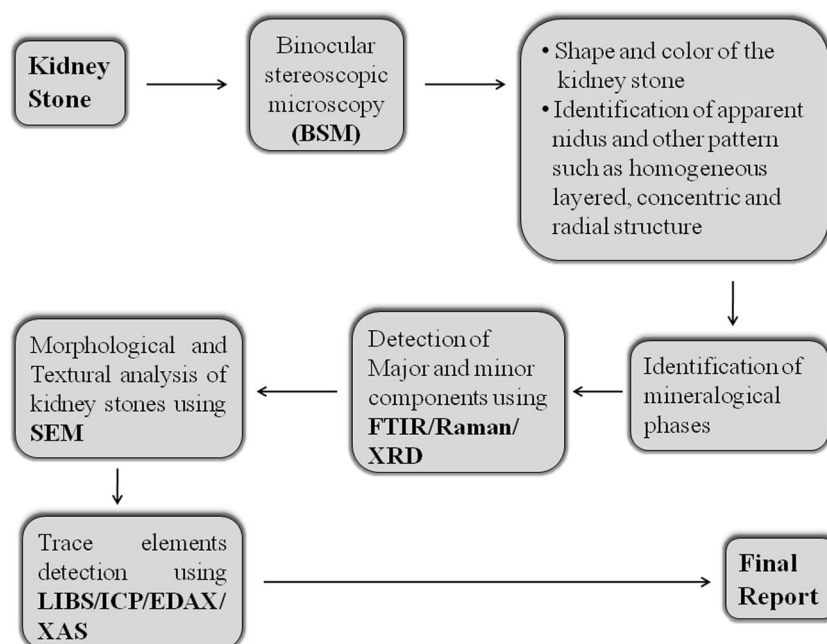 Kidney
Stone
Binocular
stereoscopic
microscopy
(BSM)
• Shape and color of the
kidney stone
• Identification of apparent
nidus and other pattern
such as homogeneous
layered, concentric and
radial structure
Identification of
mineralogical
phases
Detection of
Major and minor
components using
FTIR/Raman/
XRD
Morphological and
Textural analysis of
kidney stones using
SEM
Trace elements
detection using
LIBS/ICP/EDAX/
XAS
Final
Report